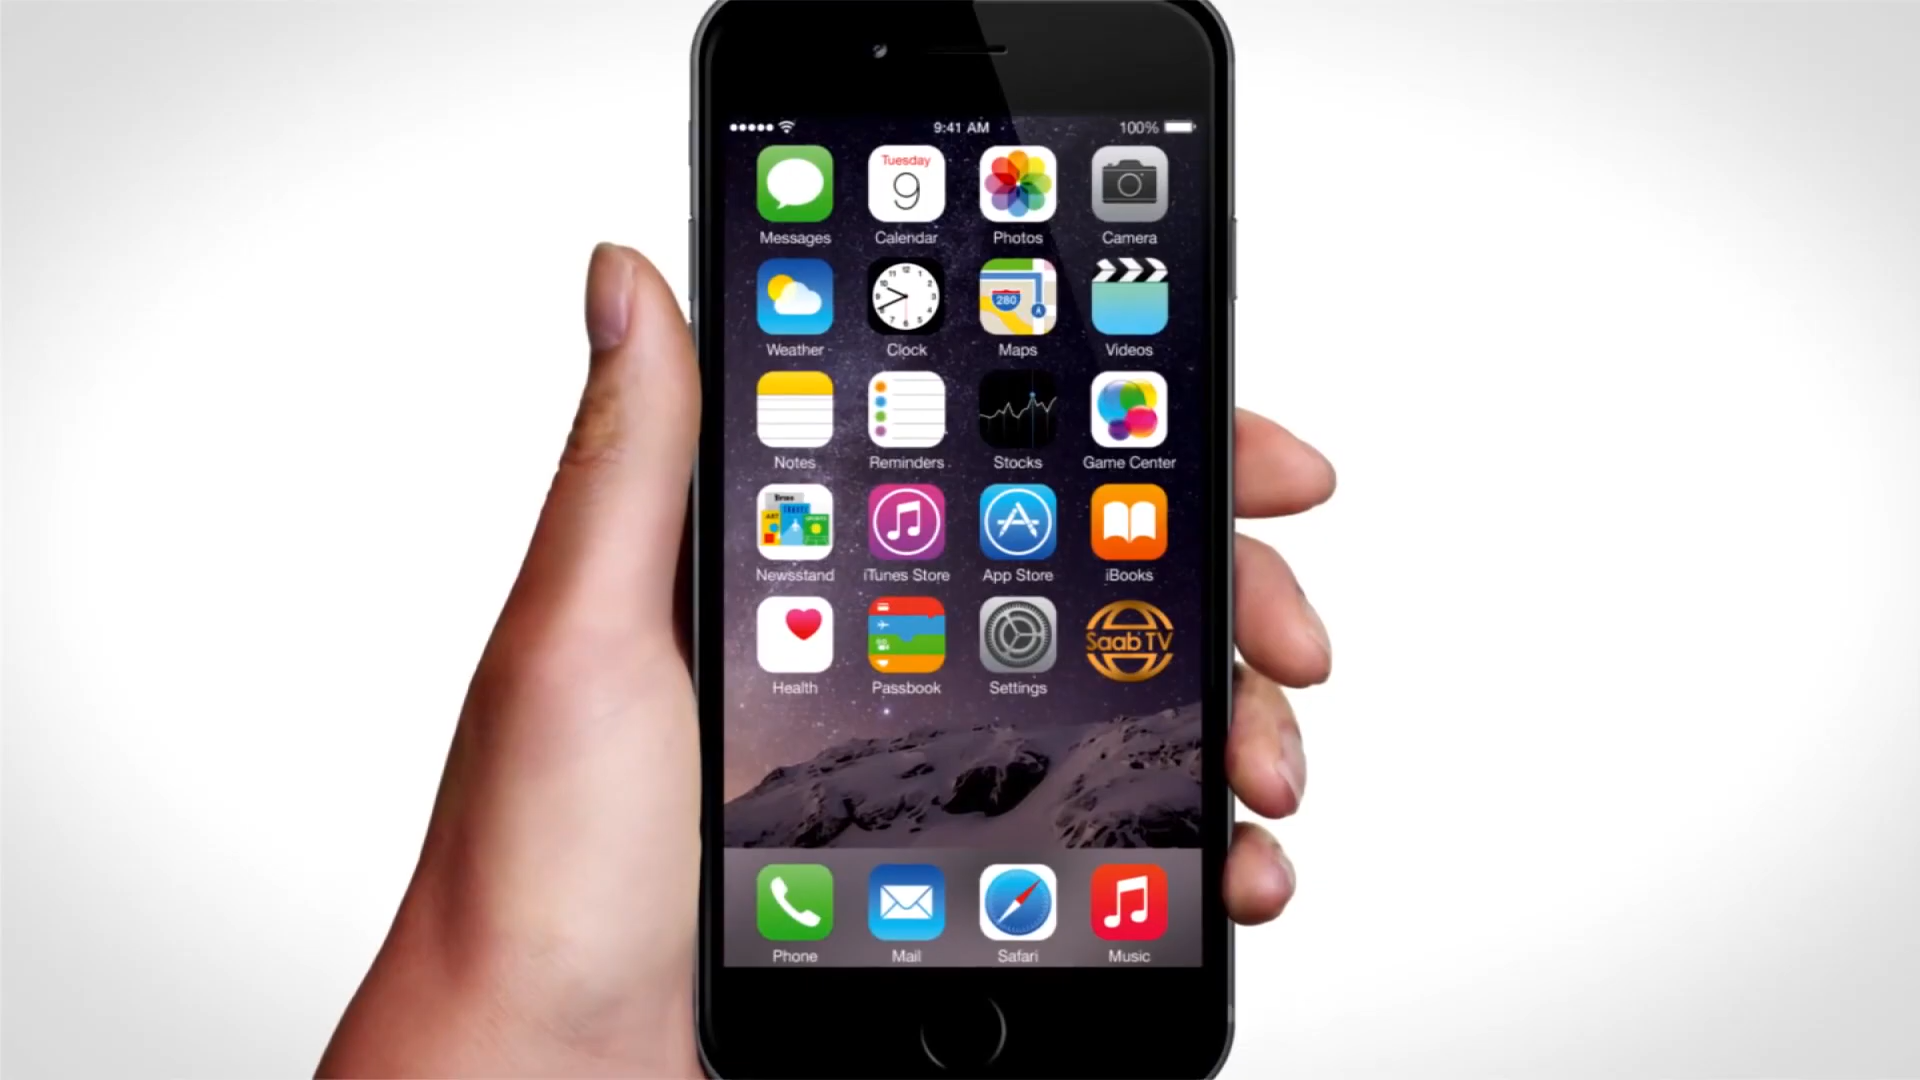 9:41 AM 100%
Tuesday
9
Messages Calendar Photos Camera
280
Weather Clock Maps Videos
Notes Reminders Stocks Game Center
Newsstand iTunes Store App Store iBooks
Saab TV
Health Passbook Settings
Phone Mail Safari Music